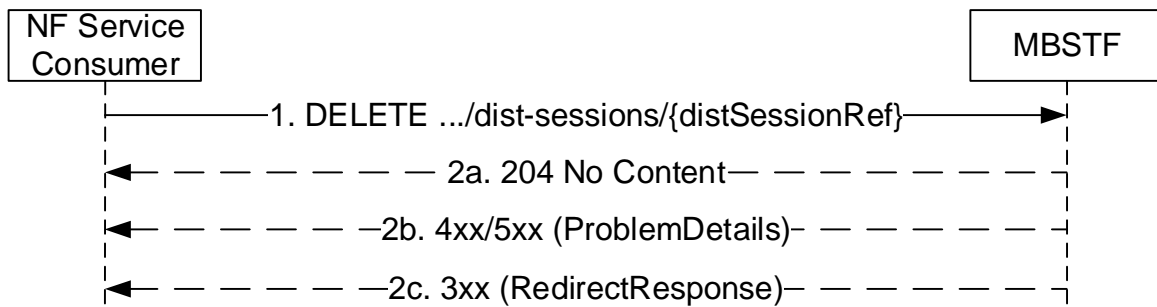 NF Service
Consumer
MBSTF
1. DELETE .../dist-sessions/{distSessionRef}
2a. 204 No Content
2b. 4xx/5xx (ProblemDetails)
2c. 3xx (RedirectResponse)